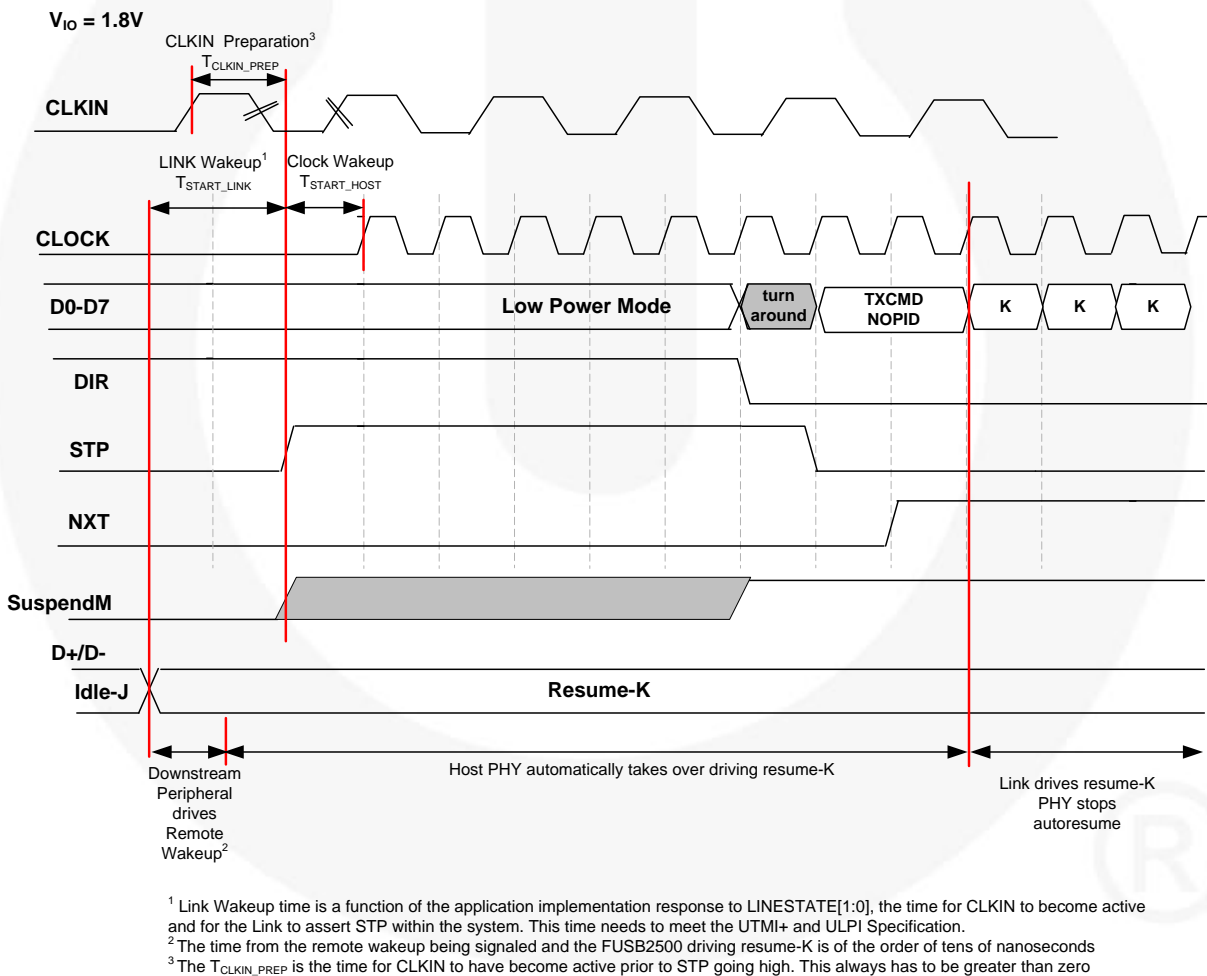 V_IO = 1.8V
CLKIN Preparation³
T_CLKIN_PREP
CLKIN
LINK Wakeup¹
T_START_LINK
Clock Wakeup
T_START_HOST
CLOCK
D0-D7
Low Power Mode
turn
around
TXCMD
NOPID
K
K
K
DIR
STP
NXT
SuspendM
D+/D-
Idle-J
Resume-K
Downstream
Peripheral
drives
Remote
Wakeup²
Host PHY automatically takes over driving resume-K
Link drives resume-K
PHY stops
autoresume
®
¹ Link Wakeup time is a function of the application implementation response to LINESTATE[1:0], the time for CLKIN to become active
and for the Link to assert STP within the system. This time needs to meet the UTMI+ and ULPI Specification.
² The time from the remote wakeup being signaled and the FUSB2500 driving resume-K is of the order of tens of nanoseconds
³ The T_CLKIN_PREP is the time for CLKIN to have become active prior to STP going high. This always has to be greater than zero